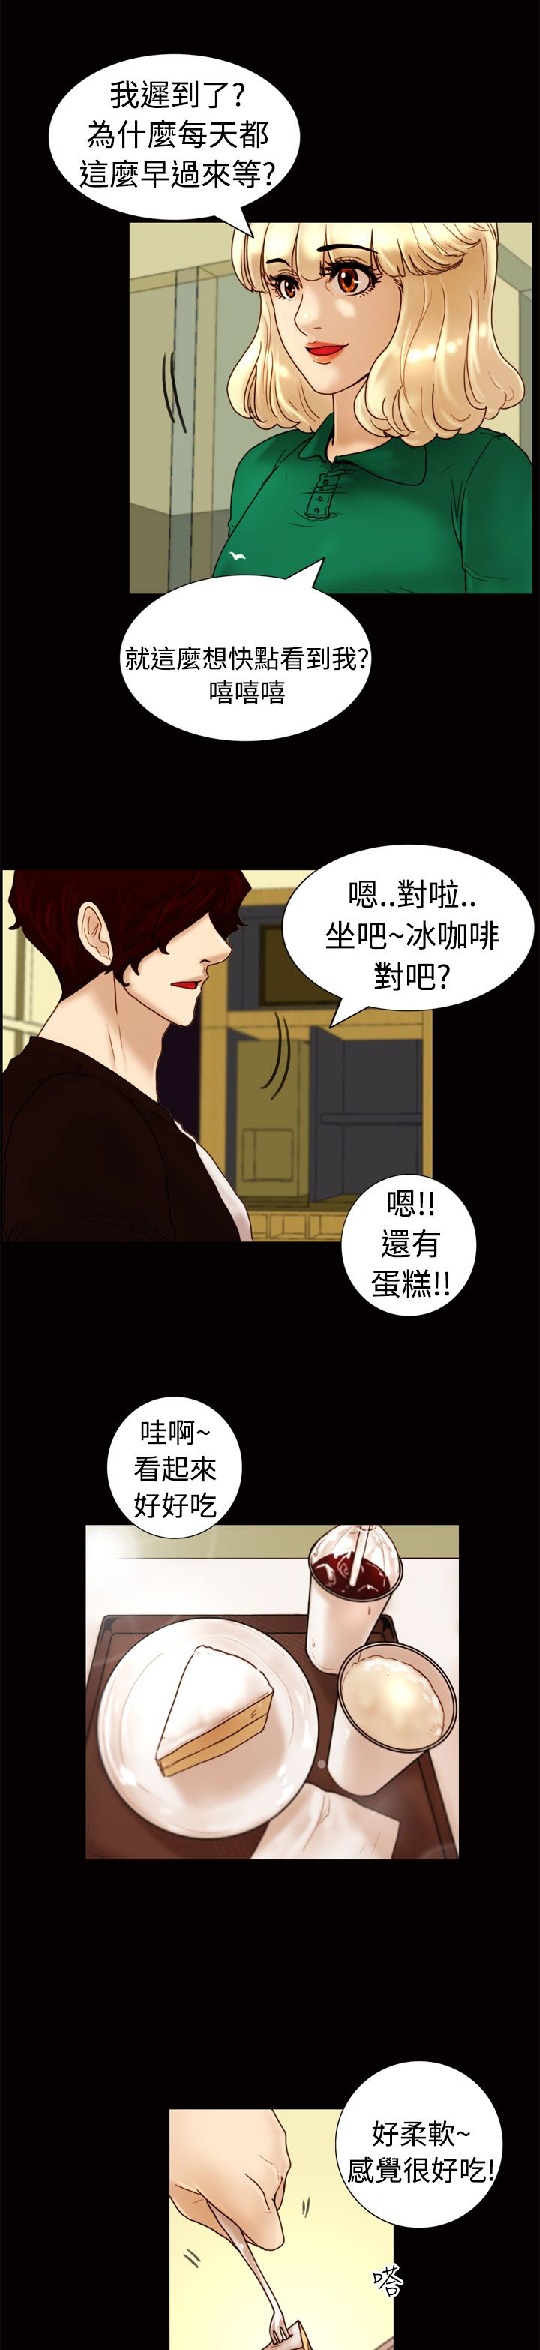 我遲到了?
為什麼每天都
這麼早過來等?
就這麼想快點看到我?
嘻嘻嘻
嗯..對啦..
坐吧~冰咖啡
對吧?
嗯!!
還有
蛋糕!!
哇啊~
看起來
好好吃
好柔軟~
感覺很好吃!
嗒